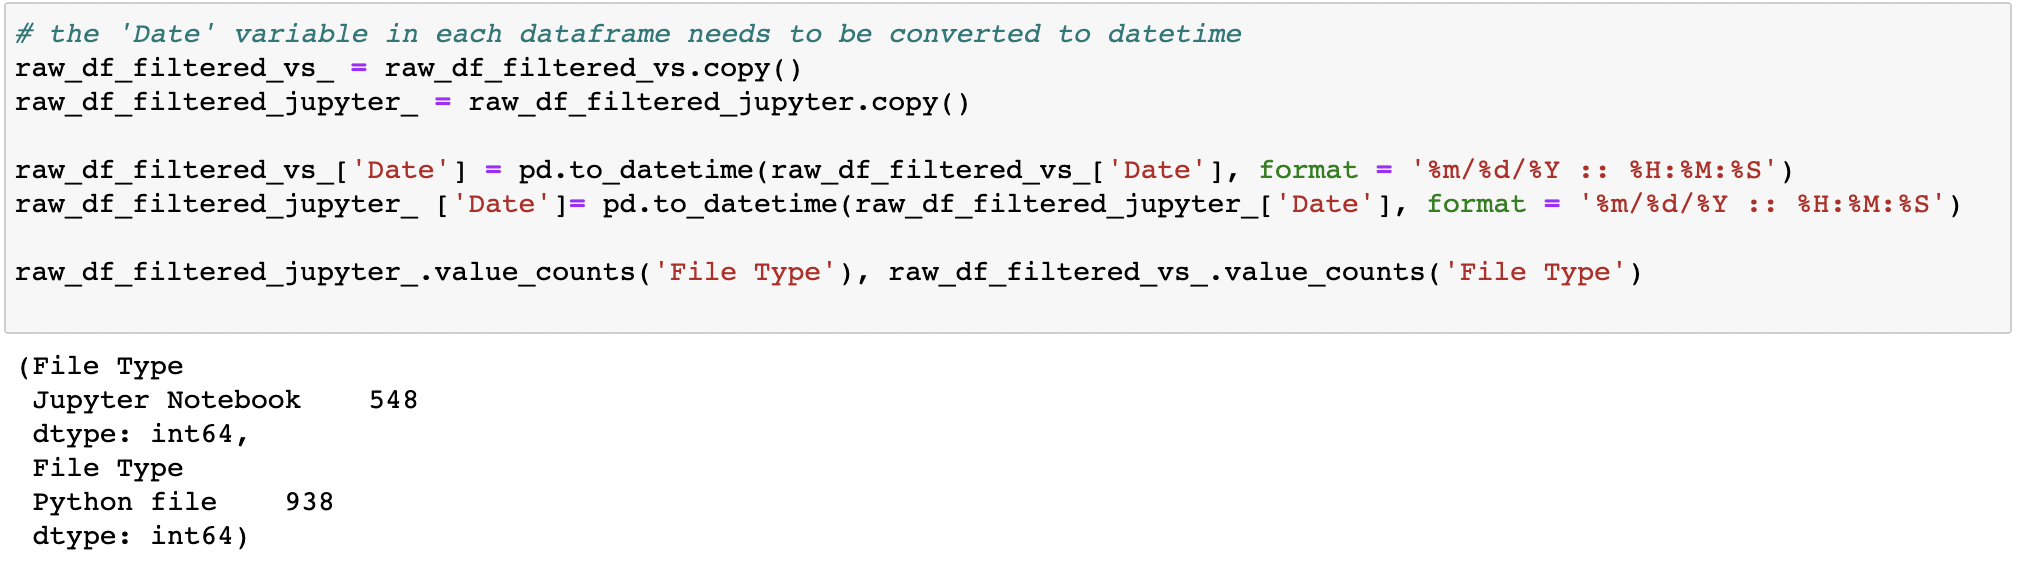 # the 'Date' variable in each dataframe needs to be converted to datetime
raw_df_filtered_vs_ = raw_df_filtered_vs.copy()
raw_df_filtered_jupyter_ = raw_df_filtered_jupyter.copy()

raw_df_filtered_vs_['Date'] = pd.to_datetime(raw_df_filtered_vs_['Date'], format = '%m/%d/%Y :: %H:%M:%S')
raw_df_filtered_jupyter_ ['Date']= pd.to_datetime(raw_df_filtered_jupyter_['Date'], format = '%m/%d/%Y :: %H:%M:%S')

raw_df_filtered_jupyter_.value_counts('File Type'), raw_df_filtered_vs_.value_counts('File Type')

(File Type
 Jupyter Notebook    548
 dtype: int64,
 File Type
 Python file    938
 dtype: int64)